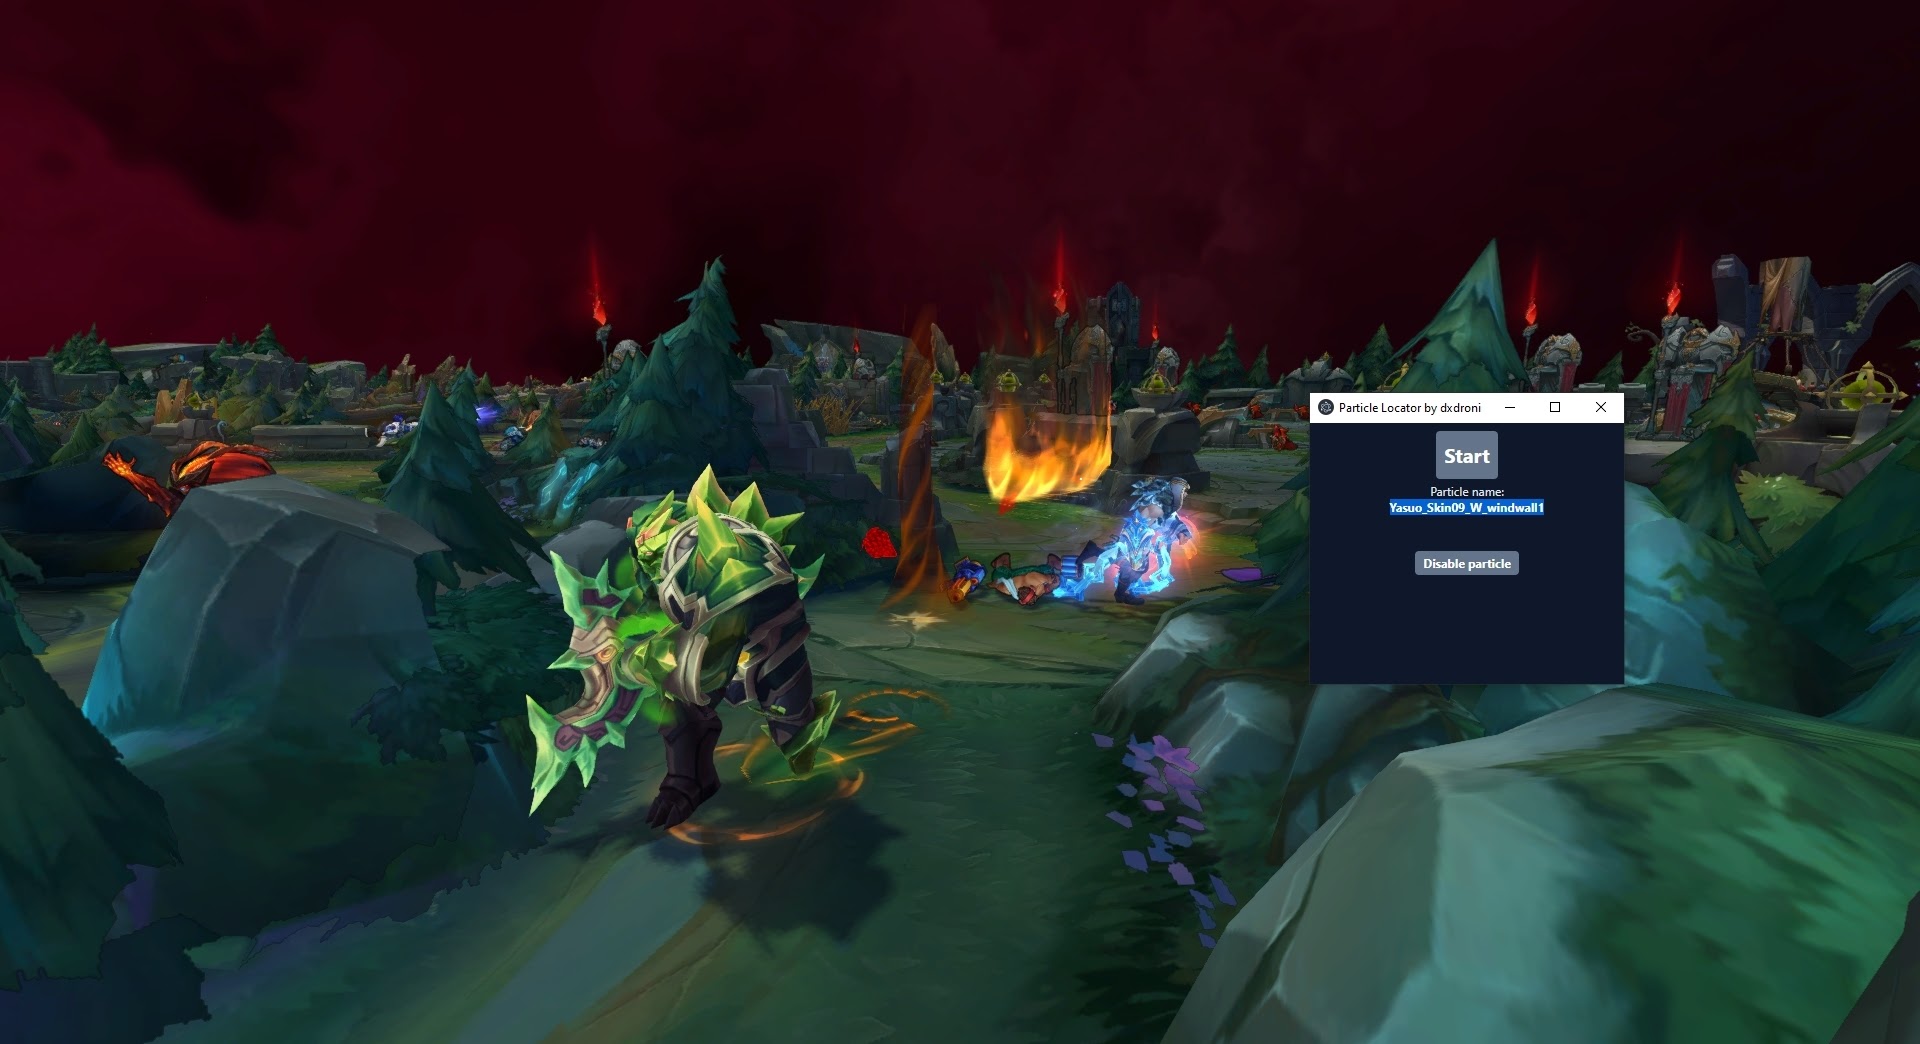 Particle Locator by dxdroni
Start
Particle name:
Yasuo_Skin09_W_windwall1
Disable particle